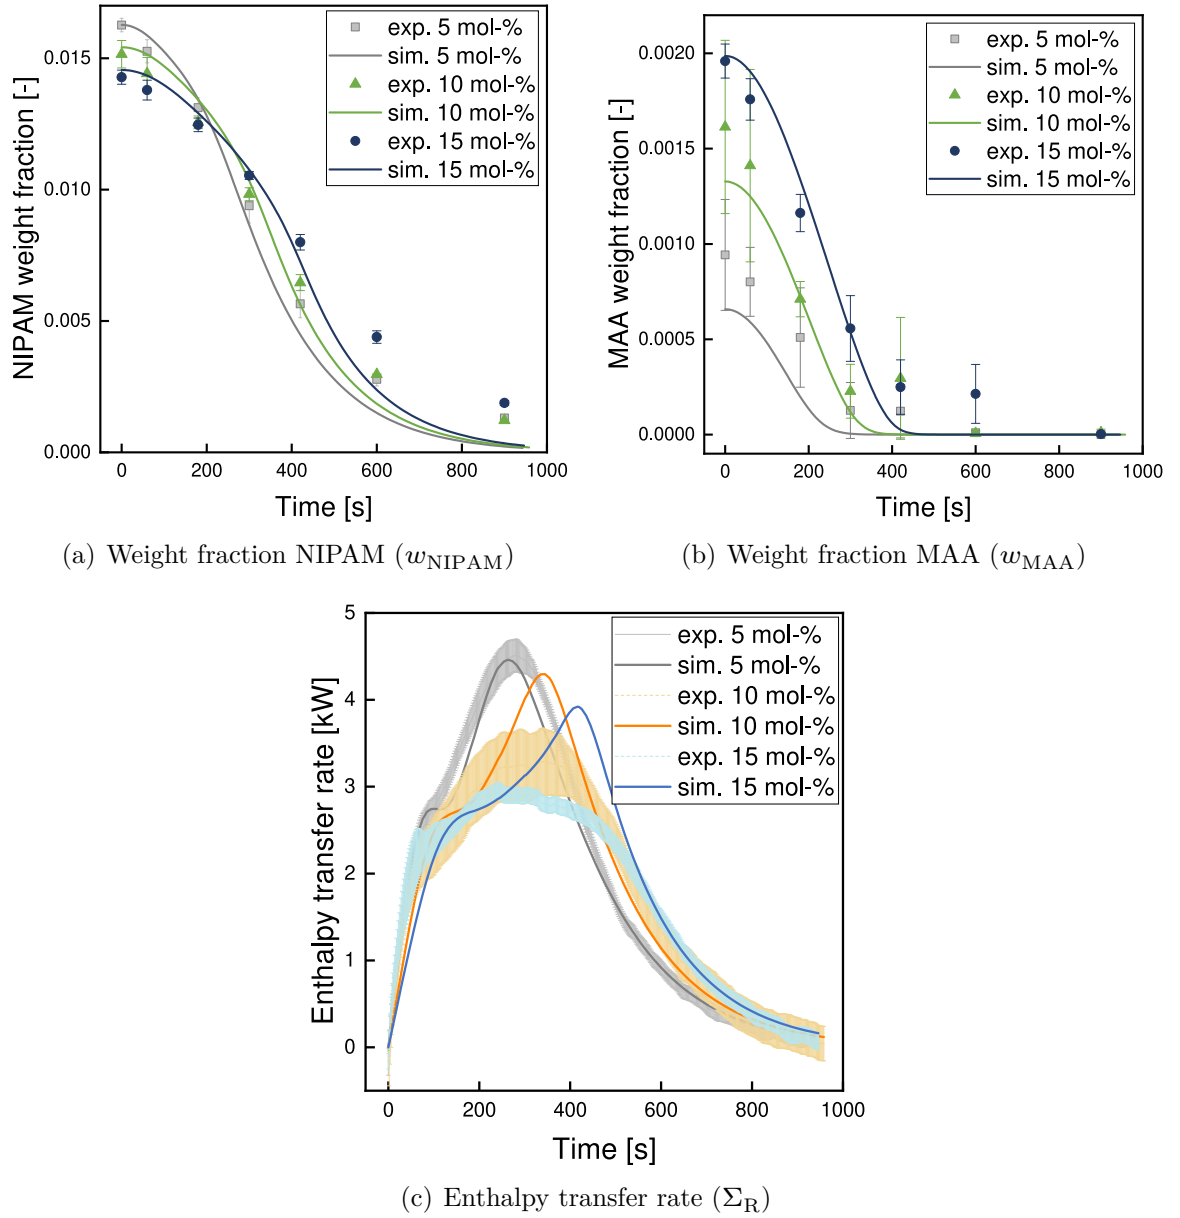 exp. 5 mol-%
sim. 5 mol-%
exp. 10 mol-%
sim. 10 mol-%
exp. 15 mol-%
sim. 15 mol-%
NIPAM weight fraction [-]
0.015
0.010
0.005
0.000
0 200 400 600 800 1000
Time [s]
(a) Weight fraction NIPAM (w_NIPAM)
exp. 5 mol-%
sim. 5 mol-%
exp. 10 mol-%
sim. 10 mol-%
exp. 15 mol-%
sim. 15 mol-%
MAA weight fraction [-]
0.0020
0.0015
0.0010
0.0005
0.0000
0 200 400 600 800 1000
Time [s]
(b) Weight fraction MAA (w_MAA)
exp. 5 mol-%
sim. 5 mol-%
exp. 10 mol-%
sim. 10 mol-%
exp. 15 mol-%
sim. 15 mol-%
Enthalpy transfer rate [kW]
5
4
3
2
1
0
0 200 400 600 800 1000
Time [s]
(c) Enthalpy transfer rate (Σ_R)